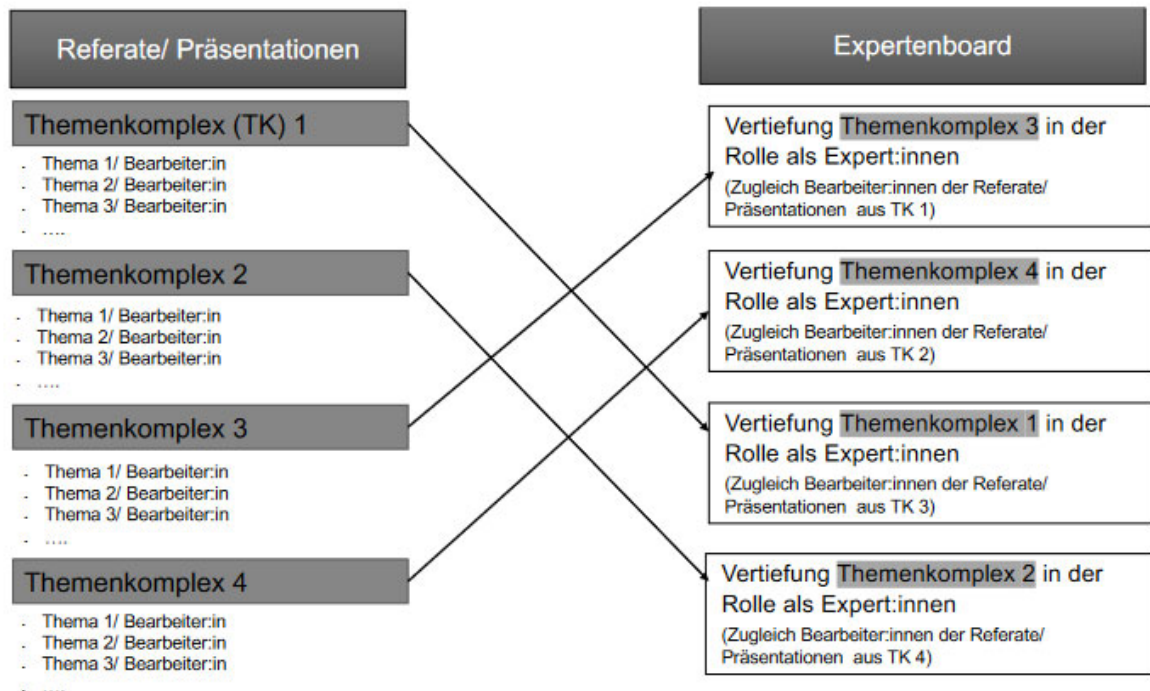 Referate/ Präsentationen
Themenkomplex (TK) 1
. Thema 1/ Bearbeiter:in
. Thema 2/ Bearbeiter:in
. Thema 3/ Bearbeiter:in
. ....
Themenkomplex 2
. Thema 1/ Bearbeiter:in
. Thema 2/ Bearbeiter:in
. Thema 3/ Bearbeiter:in
. ....
Themenkomplex 3
. Thema 1/ Bearbeiter:in
. Thema 2/ Bearbeiter:in
. Thema 3/ Bearbeiter:in
. ....
Themenkomplex 4
. Thema 1/ Bearbeiter:in
. Thema 2/ Bearbeiter:in
. Thema 3/ Bearbeiter:in
. ....
Expertenboard
Vertiefung Themenkomplex 3 in der
Rolle als Expert:innen
(Zugleich Bearbeiter:innen der Referate/
Präsentationen aus TK 1)
Vertiefung Themenkomplex 4 in der
Rolle als Expert:innen
(Zugleich Bearbeiter:innen der Referate/
Präsentationen aus TK 2)
Vertiefung Themenkomplex 1 in der
Rolle als Expert:innen
(Zugleich Bearbeiter:innen der Referate/
Präsentationen aus TK 3)
Vertiefung Themenkomplex 2 in der
Rolle als Expert:innen
(Zugleich Bearbeiter:innen der Referate/
Präsentationen aus TK 4)